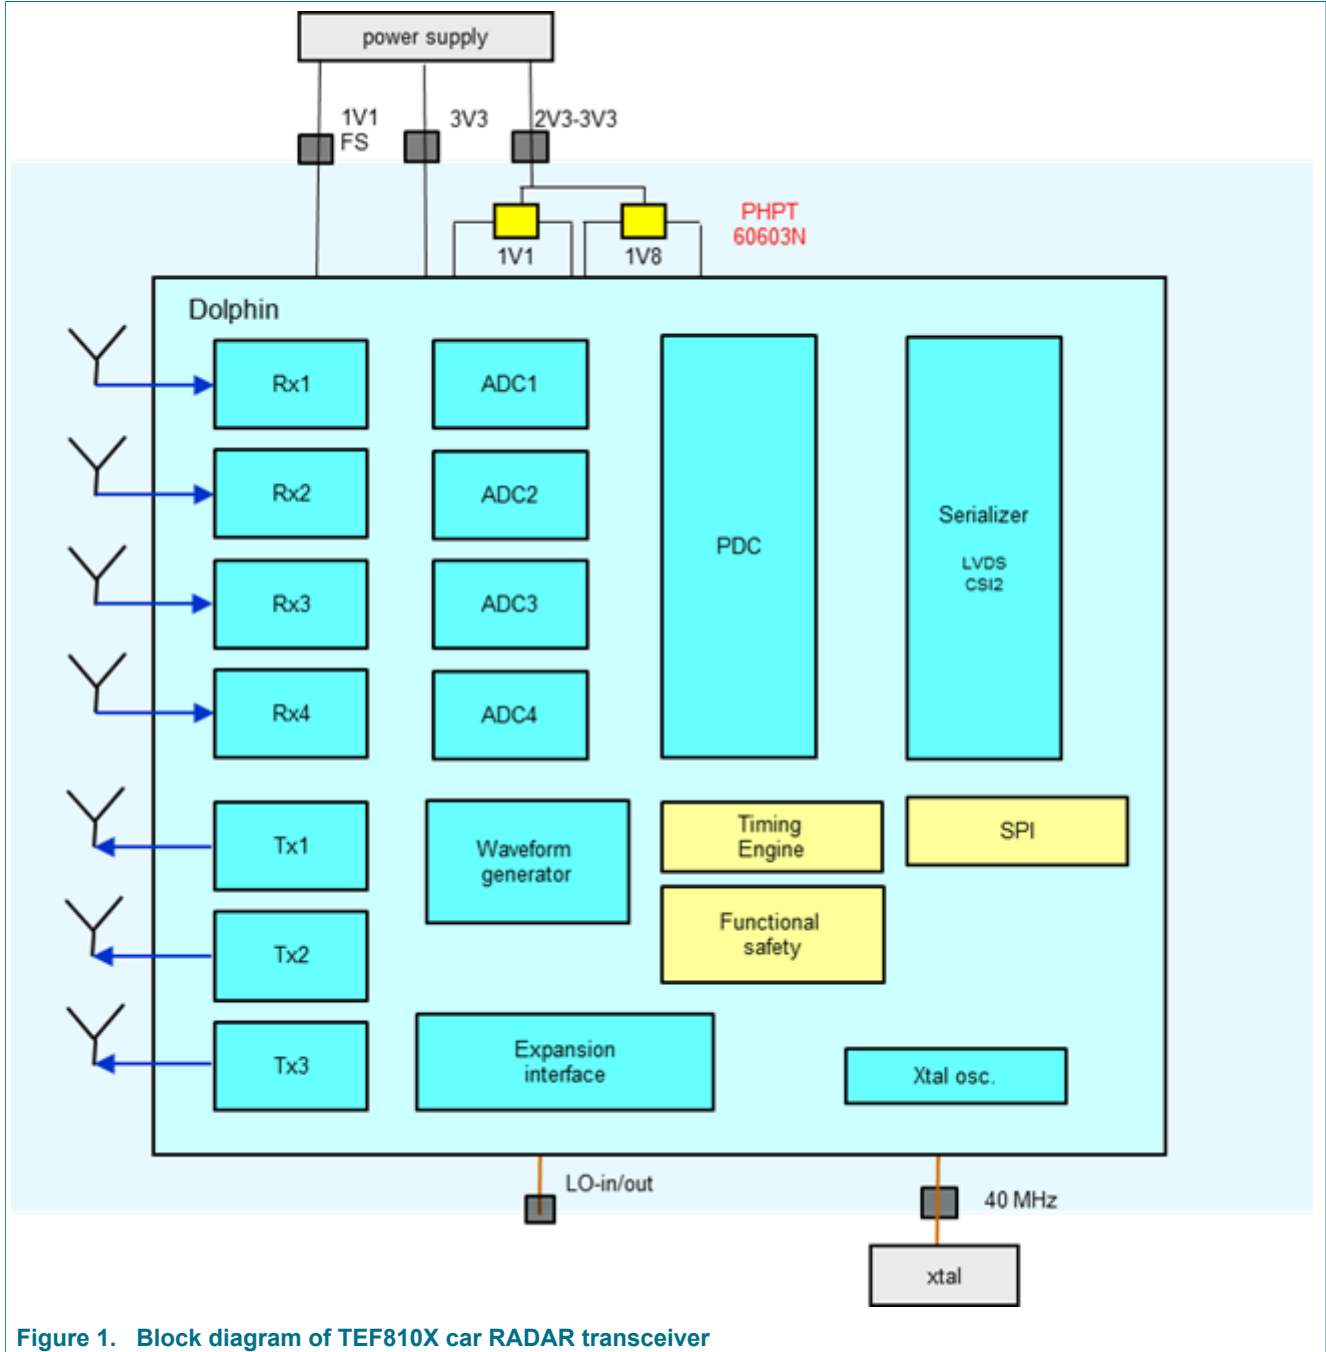 power supply
1V1
FS
3V3
2V3-3V3
PHPT
60603N
1V1
1V8
Dolphin
Rx1
ADC1
Rx2
ADC2
PDC
Serializer
LVDS
CSI2
Rx3
ADC3
Rx4
ADC4
Tx1
Waveform
generator
Timing
Engine
SPI
Functional
safety
Tx2
Tx3
Expansion
interface
Xtal osc.
LO-in/out
40 MHz
xtal
Figure 1. Block diagram of TEF810X car RADAR transceiver